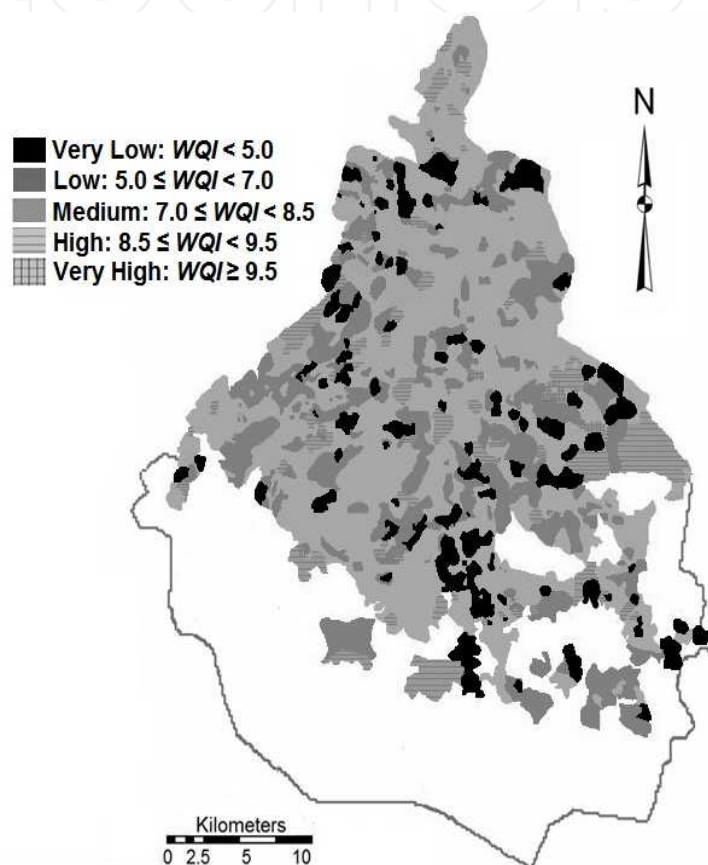 N
Very Low: WQI < 5.0
Low: 5.0 ≤ WQI < 7.0
Medium: 7.0 ≤ WQI < 8.5
High: 8.5 ≤ WQI < 9.5
Very High: WQI ≥ 9.5
Kilometers
0 2.5 5 10